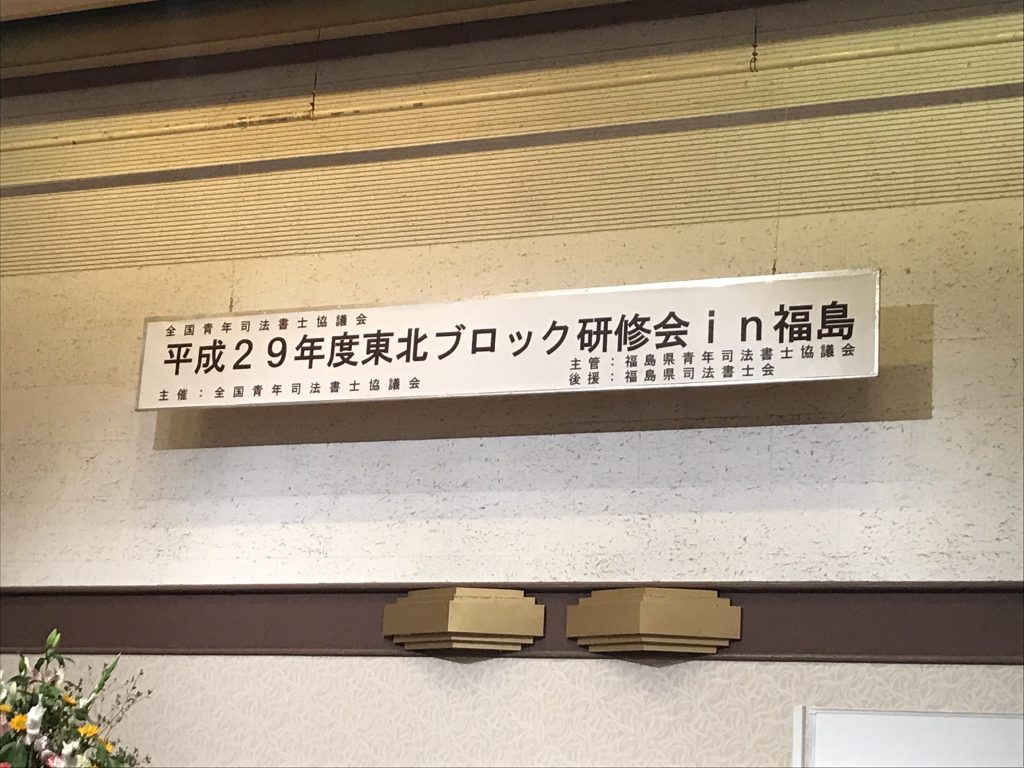 全国青年司法書士協議会
平成２９年度東北ブロック研修会ｉｎ福島
主催：全国青年司法書士協議会
主管：福島県青年司法書士協議会
後援：福島県司法書士会